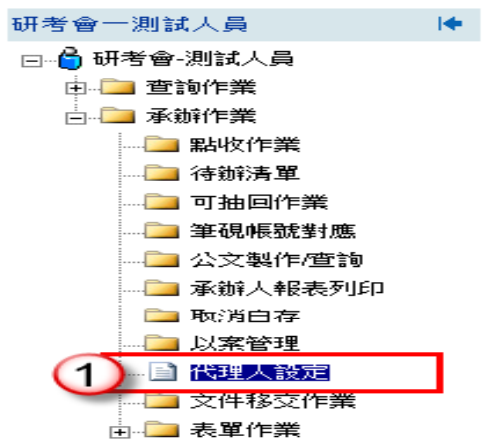 研考會一測試人員
研考會-測試人員
查詢作業
承辦作業
點收作業
待辦清單
可抽回作業
筆硯帳號對應
公文製作/查詢
承辦人報表列印
取消自存
以案管理
1 代理人設定
文件移交作業
表單作業